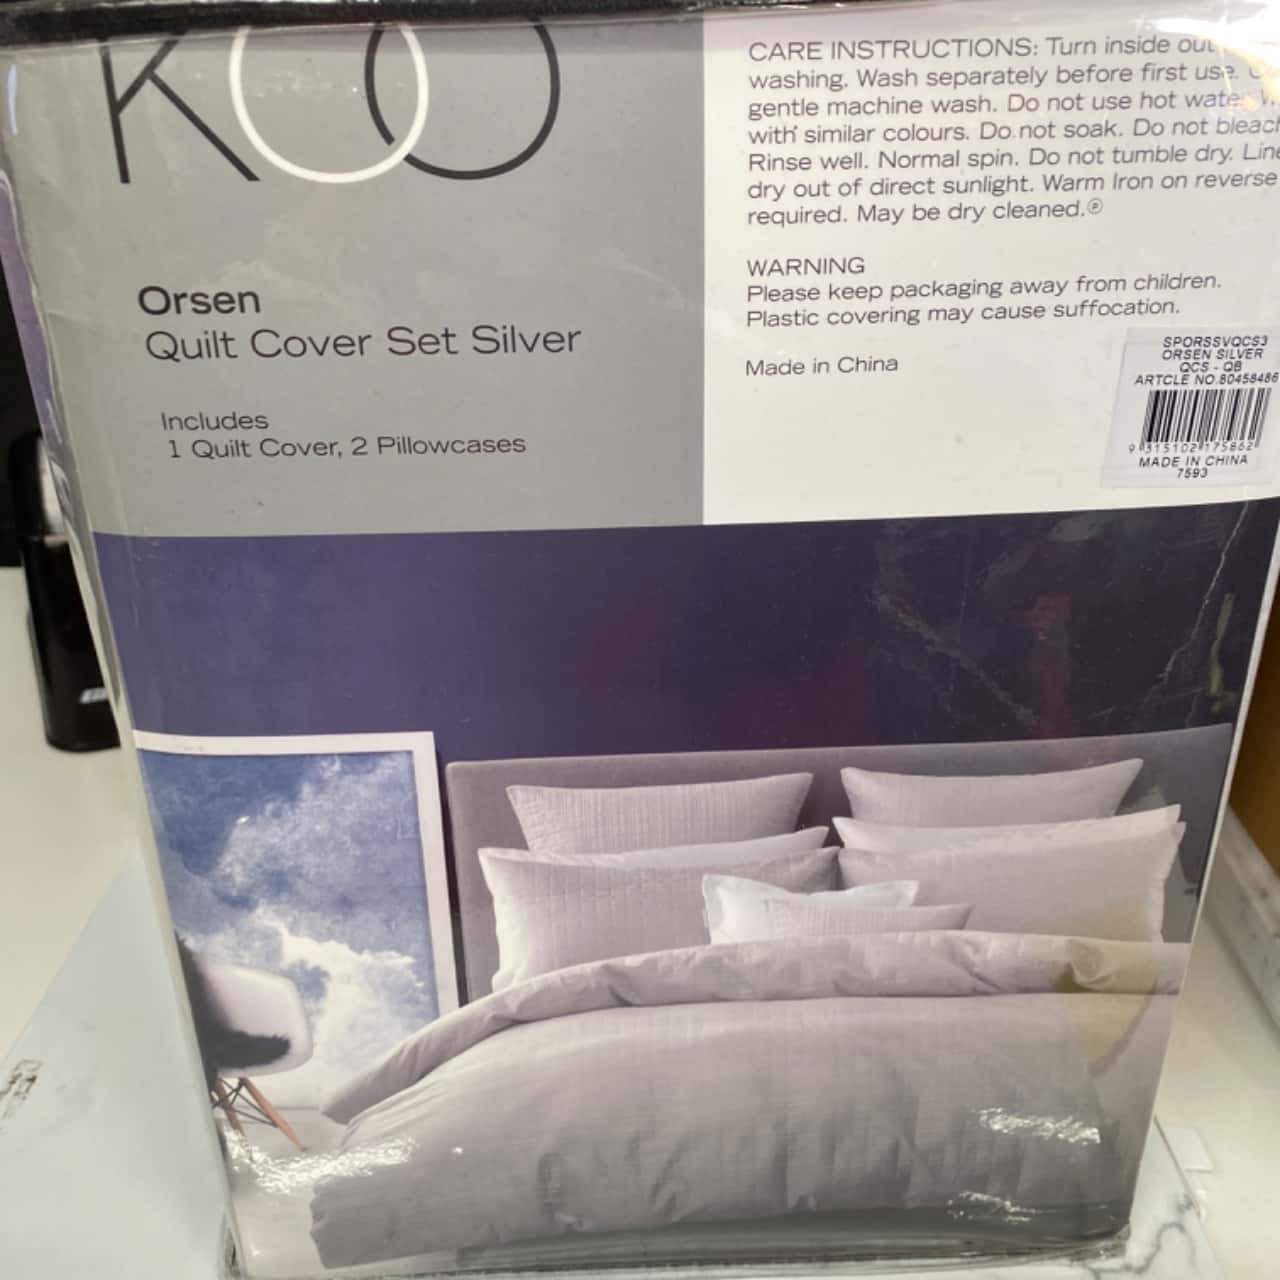 KOO
CARE INSTRUCTIONS: Turn inside out
washing. Wash separately before first use.
gentle machine wash. Do not use hot water.
with similar colours. Do not soak. Do not bleach
Rinse well. Normal spin. Do not tumble dry. Line
dry out of direct sunlight. Warm Iron on reverse
required. May be dry cleaned.Ⓟ
WARNING
Please keep packaging away from children.
Plastic covering may cause suffocation.
Made in China
Orsen
Quilt Cover Set Silver
Includes
1 Quilt Cover, 2 Pillowcases
SPORSSVQCS3
ORSEN SILVER
QCS - QB
ARTCLE NO.80458486
9 315102 175862
MADE IN CHINA
7593